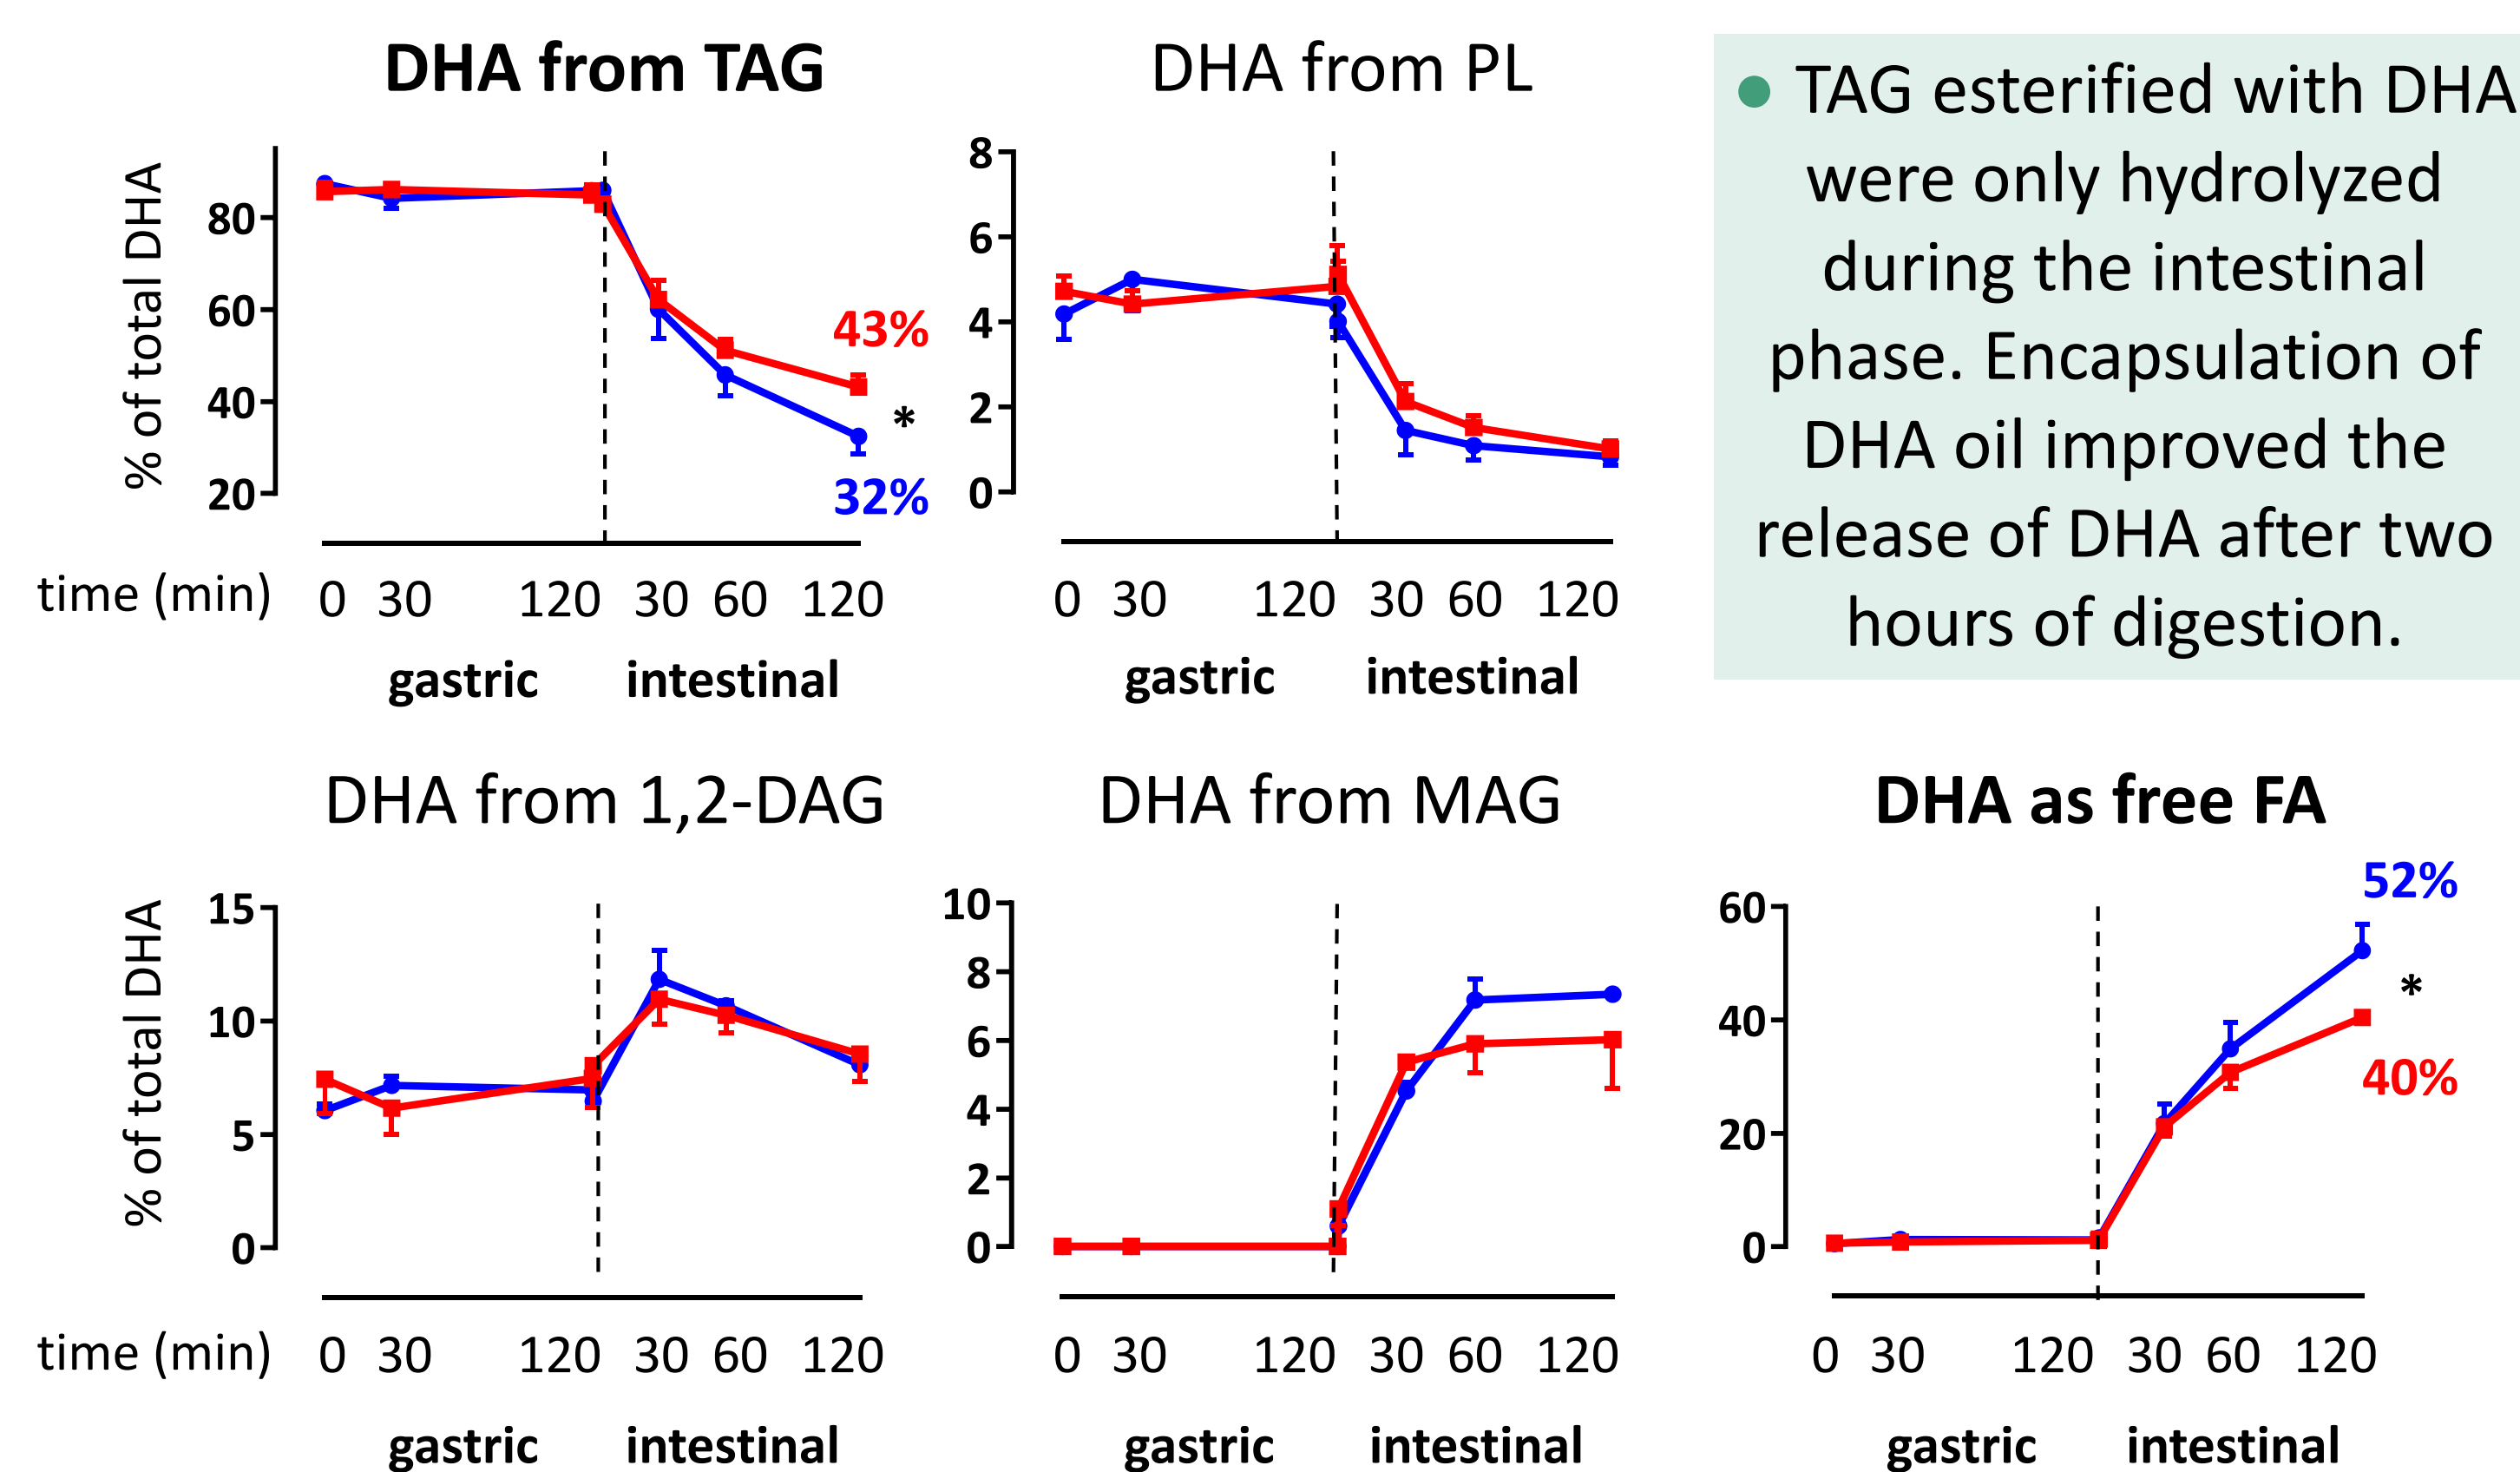 DHA from TAG
% of total DHA
80
60
40
20
43%
*
32%
time (min)
0 30 120 30 60 120
gastric intestinal
DHA from PL
8
6
4
2
0
0 30 120 30 60 120
gastric intestinal
● TAG esterified with DHA
were only hydrolyzed
during the intestinal
phase. Encapsulation of
DHA oil improved the
release of DHA after two
hours of digestion.
DHA from 1,2-DAG
% of total DHA
15
10
5
0
time (min)
0 30 120 30 60 120
gastric intestinal
DHA from MAG
10
8
6
4
2
0
0 30 120 30 60 120
gastric intestinal
DHA as free FA
60
40
20
0
52%
*
40%
0 30 120 30 60 120
gastric intestinal